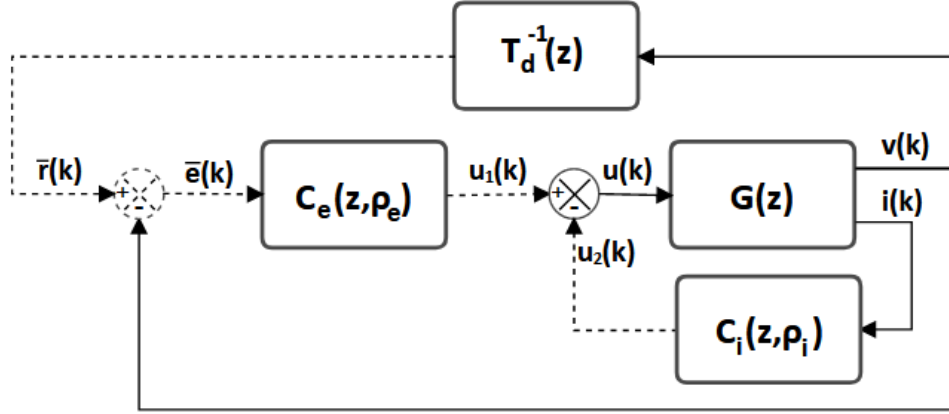 T_d^-1(z)
r̅(k)
+
-
e̅(k)
C_e(z,ρ_e)
u₁(k)
+
-
u(k)
G(z)
v(k)
i(k)
u₂(k)
C_i(z,ρ_i)